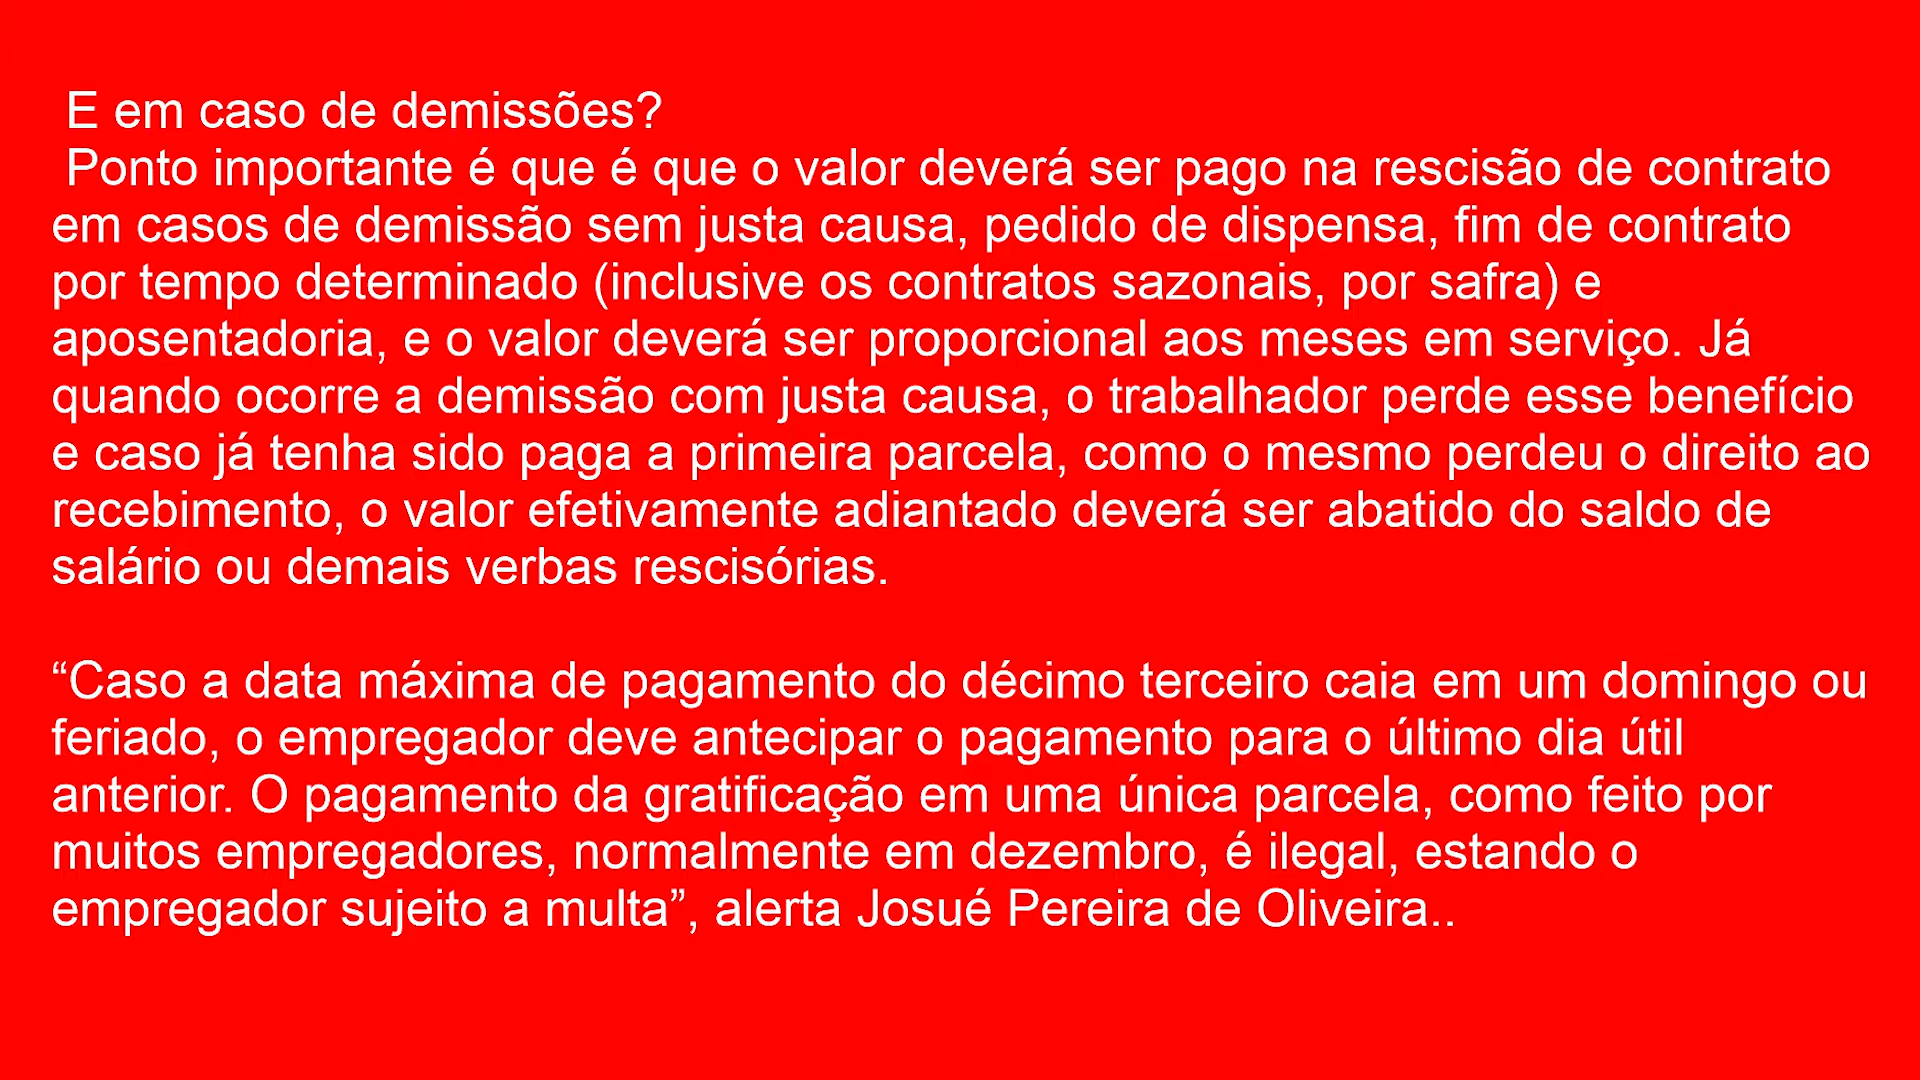 E em caso de demissões?
Ponto importante é que é que o valor deverá ser pago na rescisão de contrato
em casos de demissão sem justa causa, pedido de dispensa, fim de contrato
por tempo determinado (inclusive os contratos sazonais, por safra) e
aposentadoria, e o valor deverá ser proporcional aos meses em serviço. Já
quando ocorre a demissão com justa causa, o trabalhador perde esse benefício
e caso já tenha sido paga a primeira parcela, como o mesmo perdeu o direito ao
recebimento, o valor efetivamente adiantado deverá ser abatido do saldo de
salário ou demais verbas rescisórias.
“Caso a data máxima de pagamento do décimo terceiro caia em um domingo ou
feriado, o empregador deve antecipar o pagamento para o último dia útil
anterior. O pagamento da gratificação em uma única parcela, como feito por
muitos empregadores, normalmente em dezembro, é ilegal, estando o
empregador sujeito a multa”, alerta Josué Pereira de Oliveira..